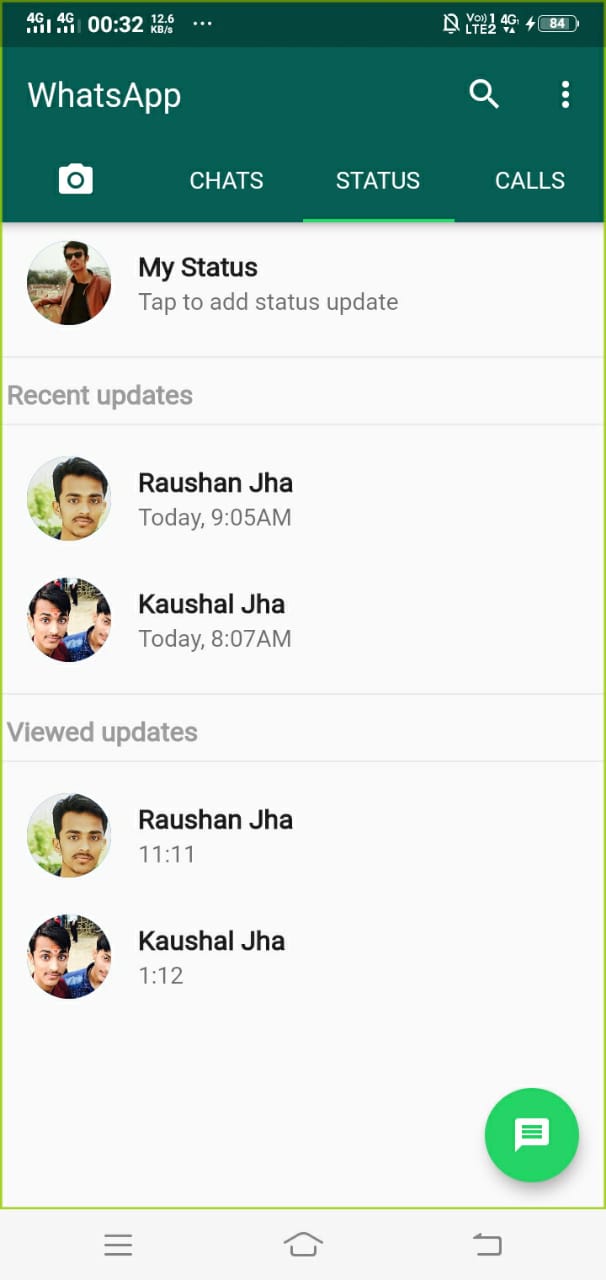 4G 4G 00:32 12.6 KB/s ... Vo) 1 LTE2 4G 84
WhatsApp
CHATS STATUS CALLS
My Status
Tap to add status update
Recent updates
Raushan Jha
Today, 9:05AM
Kaushal Jha
Today, 8:07AM
Viewed updates
Raushan Jha
11:11
Kaushal Jha
1:12